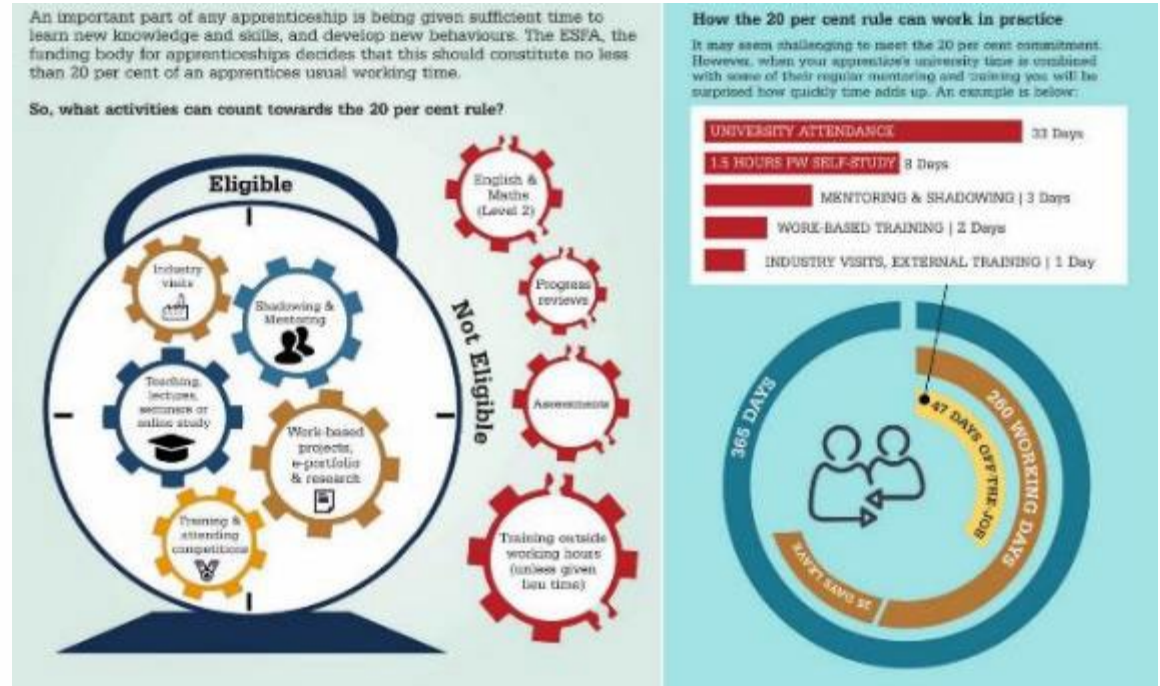 An important part of any apprenticeship is being given sufficient time to
learn new knowledge and skills, and develop new behaviours. The ESFA, the
funding body for apprenticeships decides that this should constitute no less
than 20 per cent of an apprentices usual working time.
So, what activities can count towards the 20 per cent rule?
Eligible
Industry
visits
Shadowing &
Mentoring
Teaching,
lectures,
seminars or
online study
Work-based
projects,
e-portfolio
& research
Training &
attending
competitions
Not Eligible
English &
Maths
(Level 2)
Progress
reviews
Assessments
Training outside
working hours
(unless given
lieu time)
How the 20 per cent rule can work in practice
It may seem challenging to meet the 20 per cent commitment.
However, when your apprentice's university time is combined
with some of their regular mentoring and training you will be
surprised how quickly time adds up. An example is below:
UNIVERSITY ATTENDANCE 33 Days
1.5 HOURS PW SELF-STUDY 8 Days
MENTORING & SHADOWING | 3 Days
WORK-BASED TRAINING | 2 Days
INDUSTRY VISITS, EXTERNAL TRAINING | 1 Day
365 DAYS
260 WORKING DAYS
47 DAYS OFF-THE-JOB
25 DAYS LEAVE